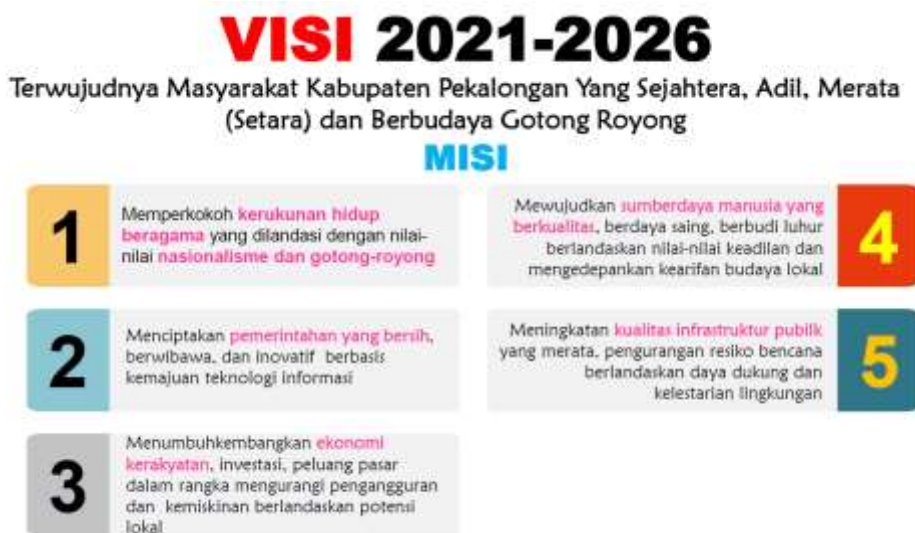 VISI 2021-2026
Terwujudnya Masyarakat Kabupaten Pekalongan Yang Sejahtera, Adil, Merata
(Setara) dan Berbudaya Gotong Royong
MISI
1
Memperkokoh kerukunan hidup
beragama yang dilandasi dengan nilai-
nilai nasionalisme dan gotong-royong
2
Menciptakan pemerintahan yang bersih,
berwibawa, dan inovatif berbasis
kemajuan teknologi informasi
3
Menumbuhkembangkan ekonomi
kerakyatan, investasi, peluang pasar
dalam rangka mengurangi pengangguran
dan kemiskinan berlandaskan potensi
lokal
Mewujudkan sumberdaya manusia yang
berkualitas, berdaya saing, berbudi luhur
berlandaskan nilai-nilai keadilan dan
mengedepankan kearifan budaya lokal
4
Meningkatan kualitas infrastruktur publik
yang merata, pengurangan resiko bencana
berlandaskan daya dukung dan
kelestarian lingkungan
5